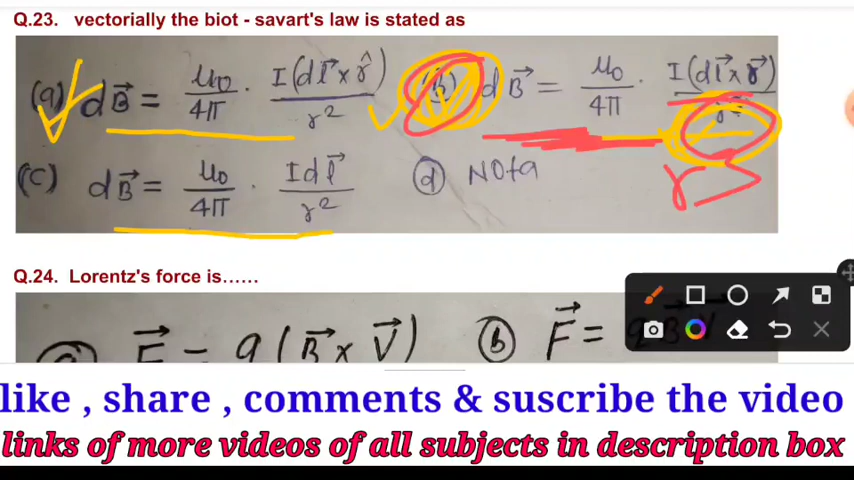 Q.23. vectorially the biot - savart's law is stated as
(a) dB⃗ = μ0/4π · I(dl⃗ x r̂)/r² (b) dB⃗ = μ0/4π · I(dl⃗ x r⃗)/r²
r3
(c) dB⃗ = μ0/4π · Idl⃗/r² (d) Nota
Q.24. Lorentz's force is......
(a) F⃗ = q(B⃗ x V⃗) (b) F⃗ =
like , share , comments & suscribe the video
links of more videos of all subjects in description box